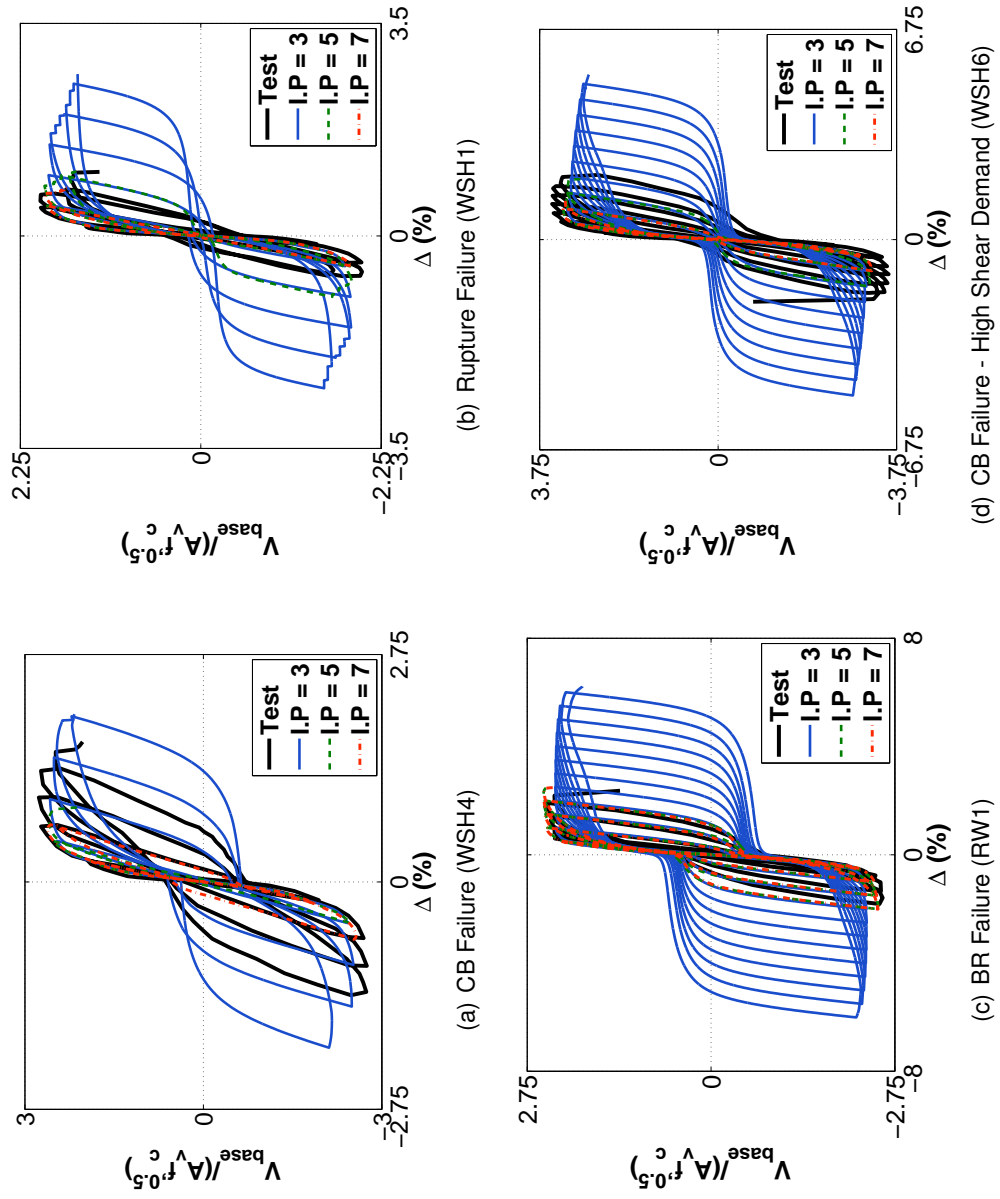 3
0
−3
−2.75
0
2.75
V_base/(A_v f'_c^0.5)
Δ (%)
Test
I.P = 3
I.P = 5
I.P = 7
(a) CB Failure (WSH4)
2.25
0
−2.25
−3.5
0
3.5
V_base/(A_v f'_c^0.5)
Δ (%)
Test
I.P = 3
I.P = 5
I.P = 7
(b) Rupture Failure (WSH1)
2.75
0
−2.75
−8
0
8
V_base/(A_v f'_c^0.5)
Δ (%)
Test
I.P = 3
I.P = 5
I.P = 7
(c) BR Failure (RW1)
3.75
0
−3.75
−6.75
0
6.75
V_base/(A_v f'_c^0.5)
Δ (%)
Test
I.P = 3
I.P = 5
I.P = 7
(d) CB Failure - High Shear Demand (WSH6)